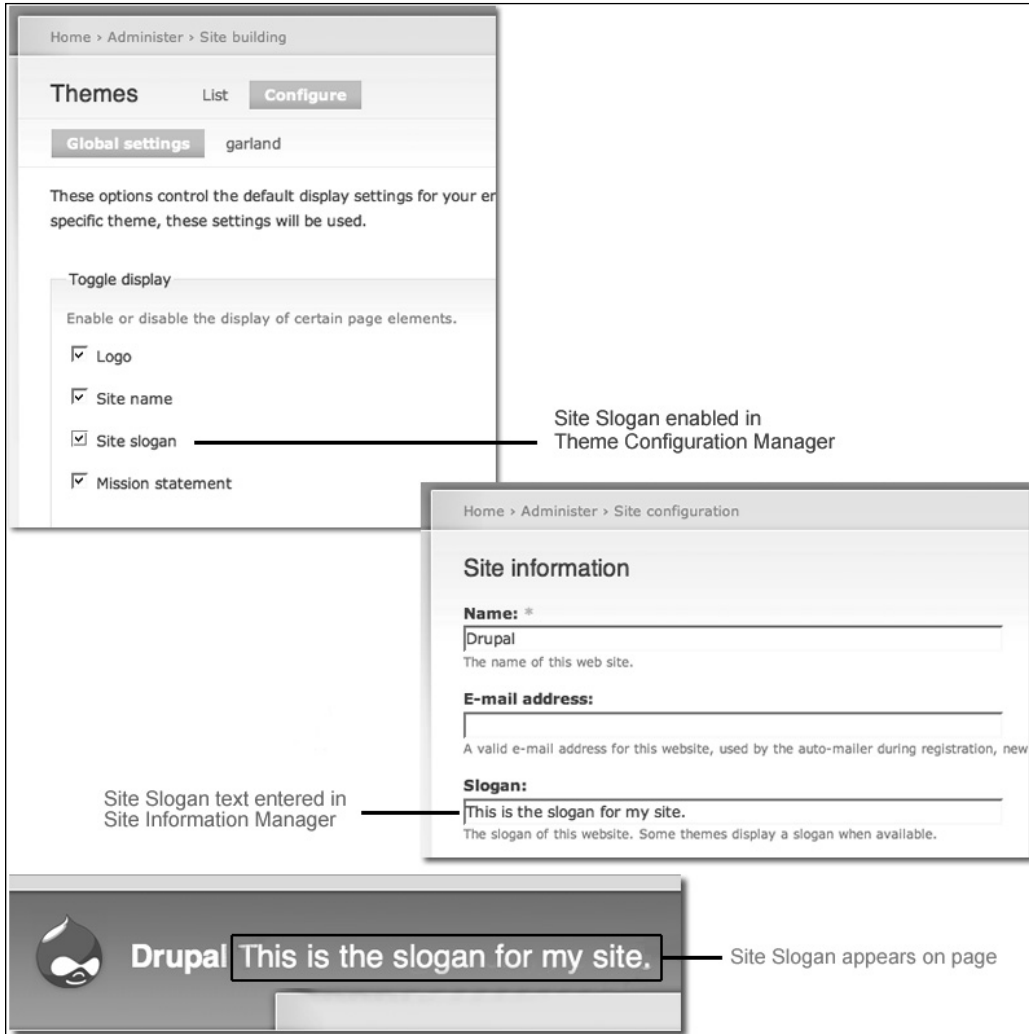 Home › Administer › Site building
Themes List Configure
Global settings garland
These options control the default display settings for your er
specific theme, these settings will be used.
Toggle display
Enable or disable the display of certain page elements.
Logo
Site name
Site slogan
Mission statement
Site Slogan enabled in
Theme Configuration Manager
Home › Administer › Site configuration
Site information
Name: *
Drupal
The name of this web site.
E-mail address:
A valid e-mail address for this website, used by the auto-mailer during registration, new
Slogan:
This is the slogan for my site.
The slogan of this website. Some themes display a slogan when available.
Site Slogan text entered in
Site Information Manager
Drupal This is the slogan for my site.
Site Slogan appears on page